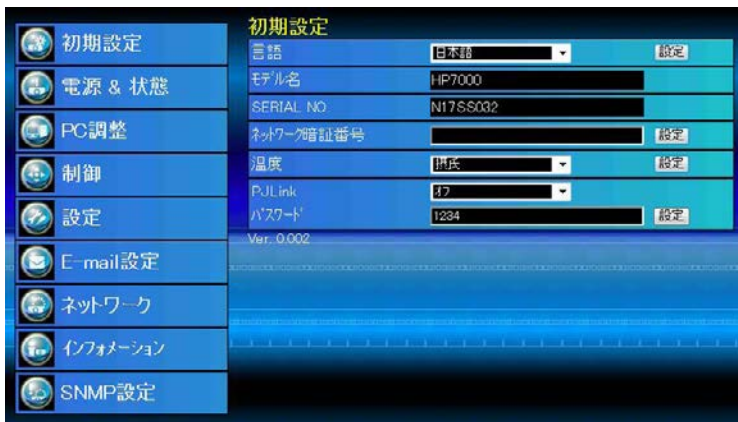 初期設定
電源 & 状態
PC調整
制御
設定
E-mail設定
ネットワーク
インフォメーション
SNMP設定
初期設定
言語 日本語 設定
モデル名 HP7000
SERIAL NO. N17SS032
ネットワーク暗証番号 設定
温度 摂氏 設定
PJLink オフ
パスワード 1234 設定
Ver. 0.002